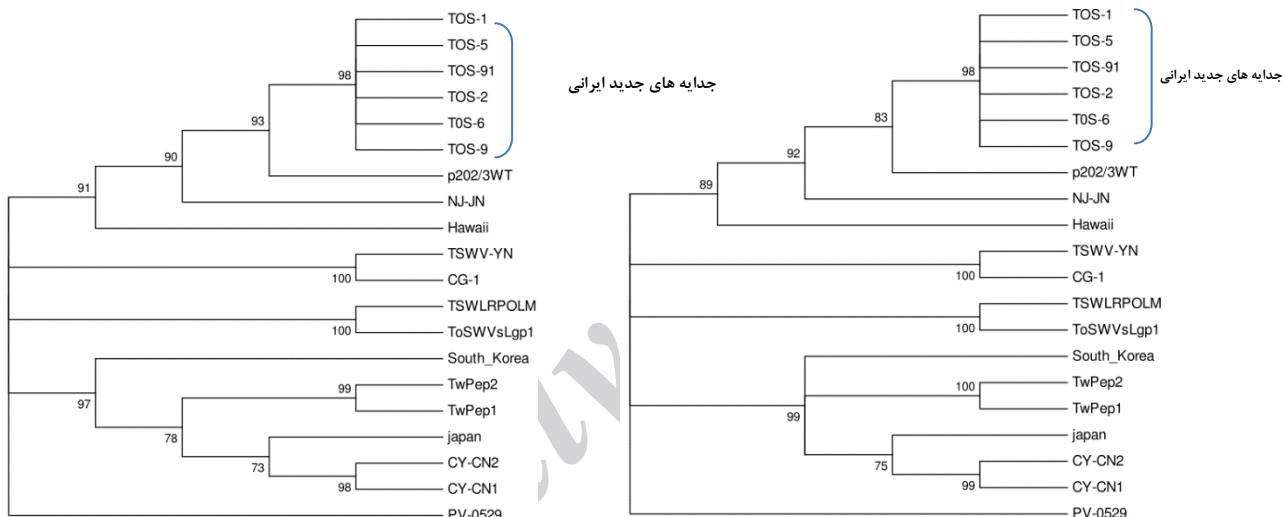 TOS-1
TOS-5
98
TOS-91
جدایه های جدید ایرانی
TOS-2
93
T0S-6
TOS-9
90
p202/3WT
91
NJ-JN
Hawaii
TSWV-YN
100
CG-1
TSWLRPOLM
100
ToSWVsLgp1
South_Korea
97
99
TwPep2
TwPep1
78
japan
73
CY-CN2
98
CY-CN1
PV-0529
TOS-1
TOS-5
98
TOS-91
جدایه های جدید ایرانی
TOS-2
83
T0S-6
TOS-9
92
p202/3WT
89
NJ-JN
Hawaii
TSWV-YN
100
CG-1
TSWLRPOLM
100
ToSWVsLgp1
South_Korea
99
100
TwPep2
TwPep1
japan
75
CY-CN2
99
CY-CN1
PV-0529